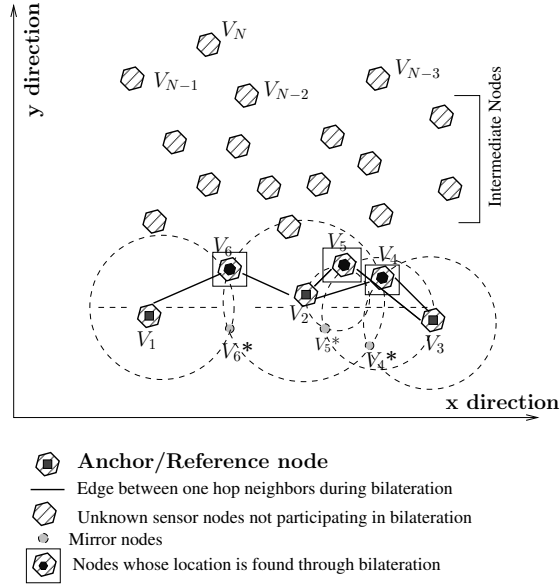 y direction
V_N
V_{N-1}
V_{N-2}
V_{N-3}
Intermediate Nodes
V_6
V_5
V_4
V_1
V_2
V_3
V_6*
V_5*
V_4*
x direction
Anchor/Reference node
Edge between one hop neighbors during bilateration
Unknown sensor nodes not participating in bilateration
Mirror nodes
Nodes whose location is found through bilateration